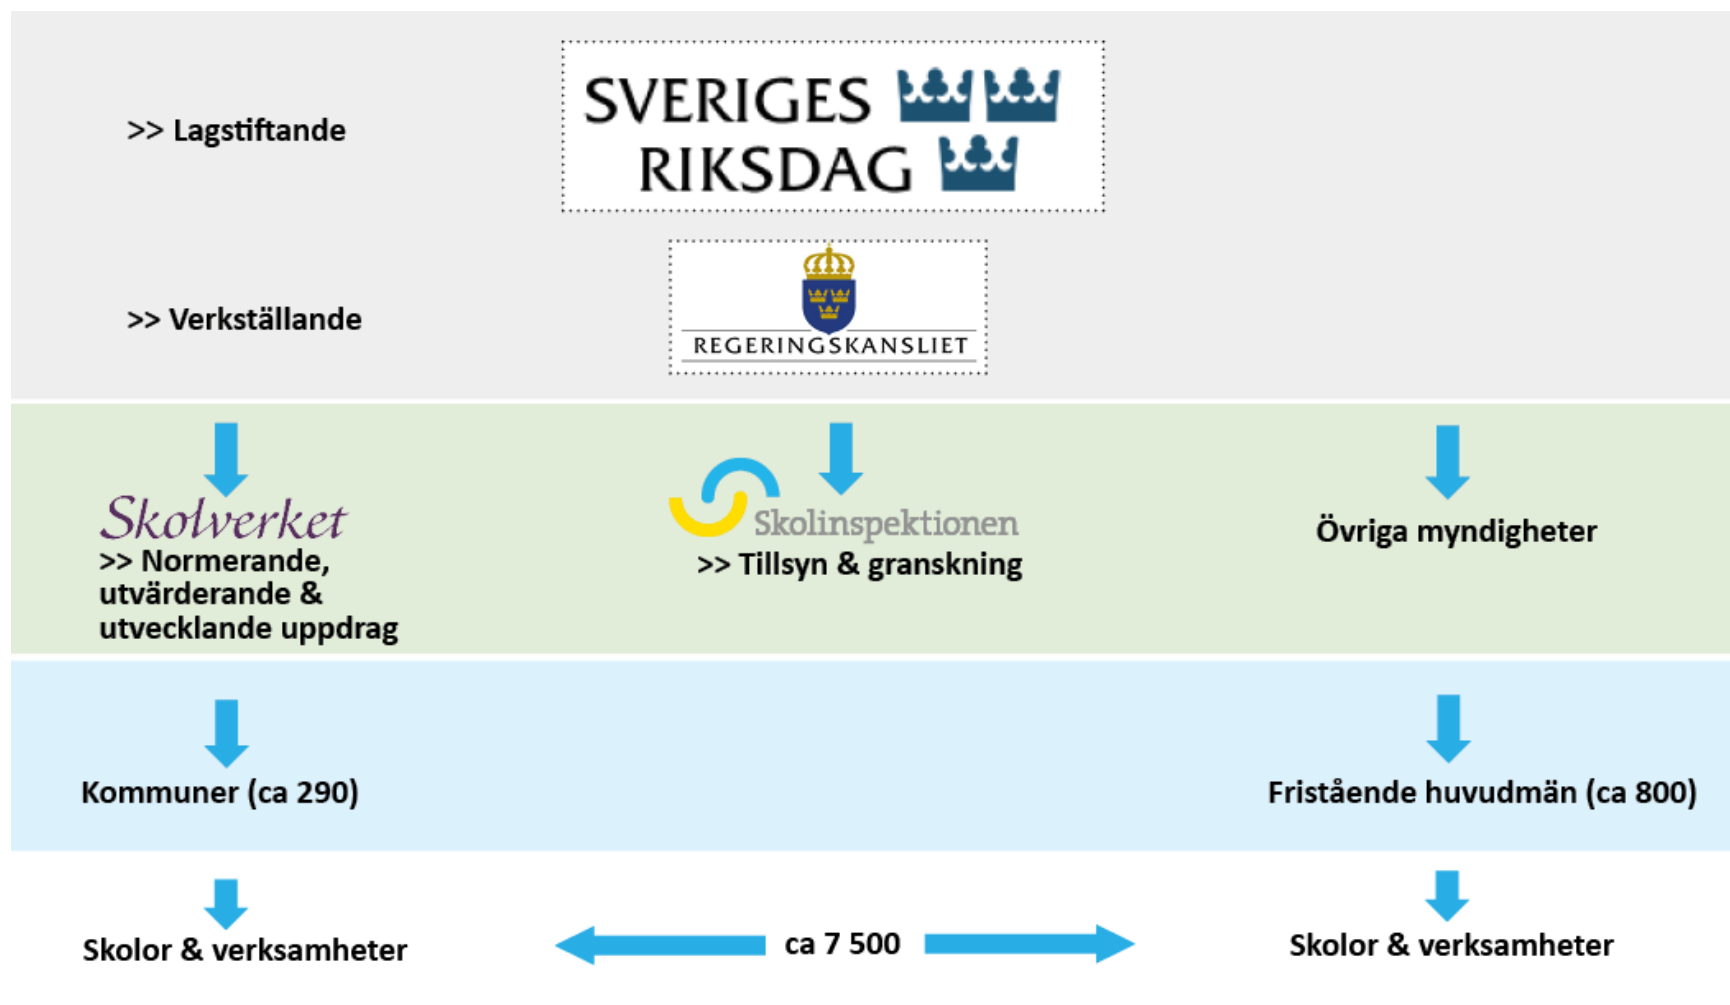 >> Lagstiftande
SVERIGES
RIKSDAG
>> Verkställande
REGERINGSKANSLIET
Skolverket
>> Normerande,
utvärderande &
utvecklande uppdrag
Skolinspektionen
>> Tillsyn & granskning
Övriga myndigheter
Kommuner (ca 290)
Fristående huvudmän (ca 800)
Skolor & verksamheter
ca 7 500
Skolor & verksamheter